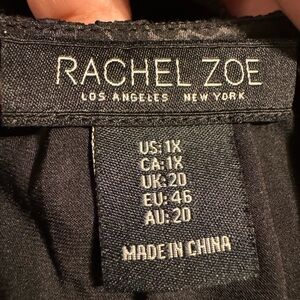 RACHEL ZOE
LOS ANGELES NEW YORK
US: 1X
CA: 1X
UK: 20
EU: 46
AU: 20
MADE IN CHINA